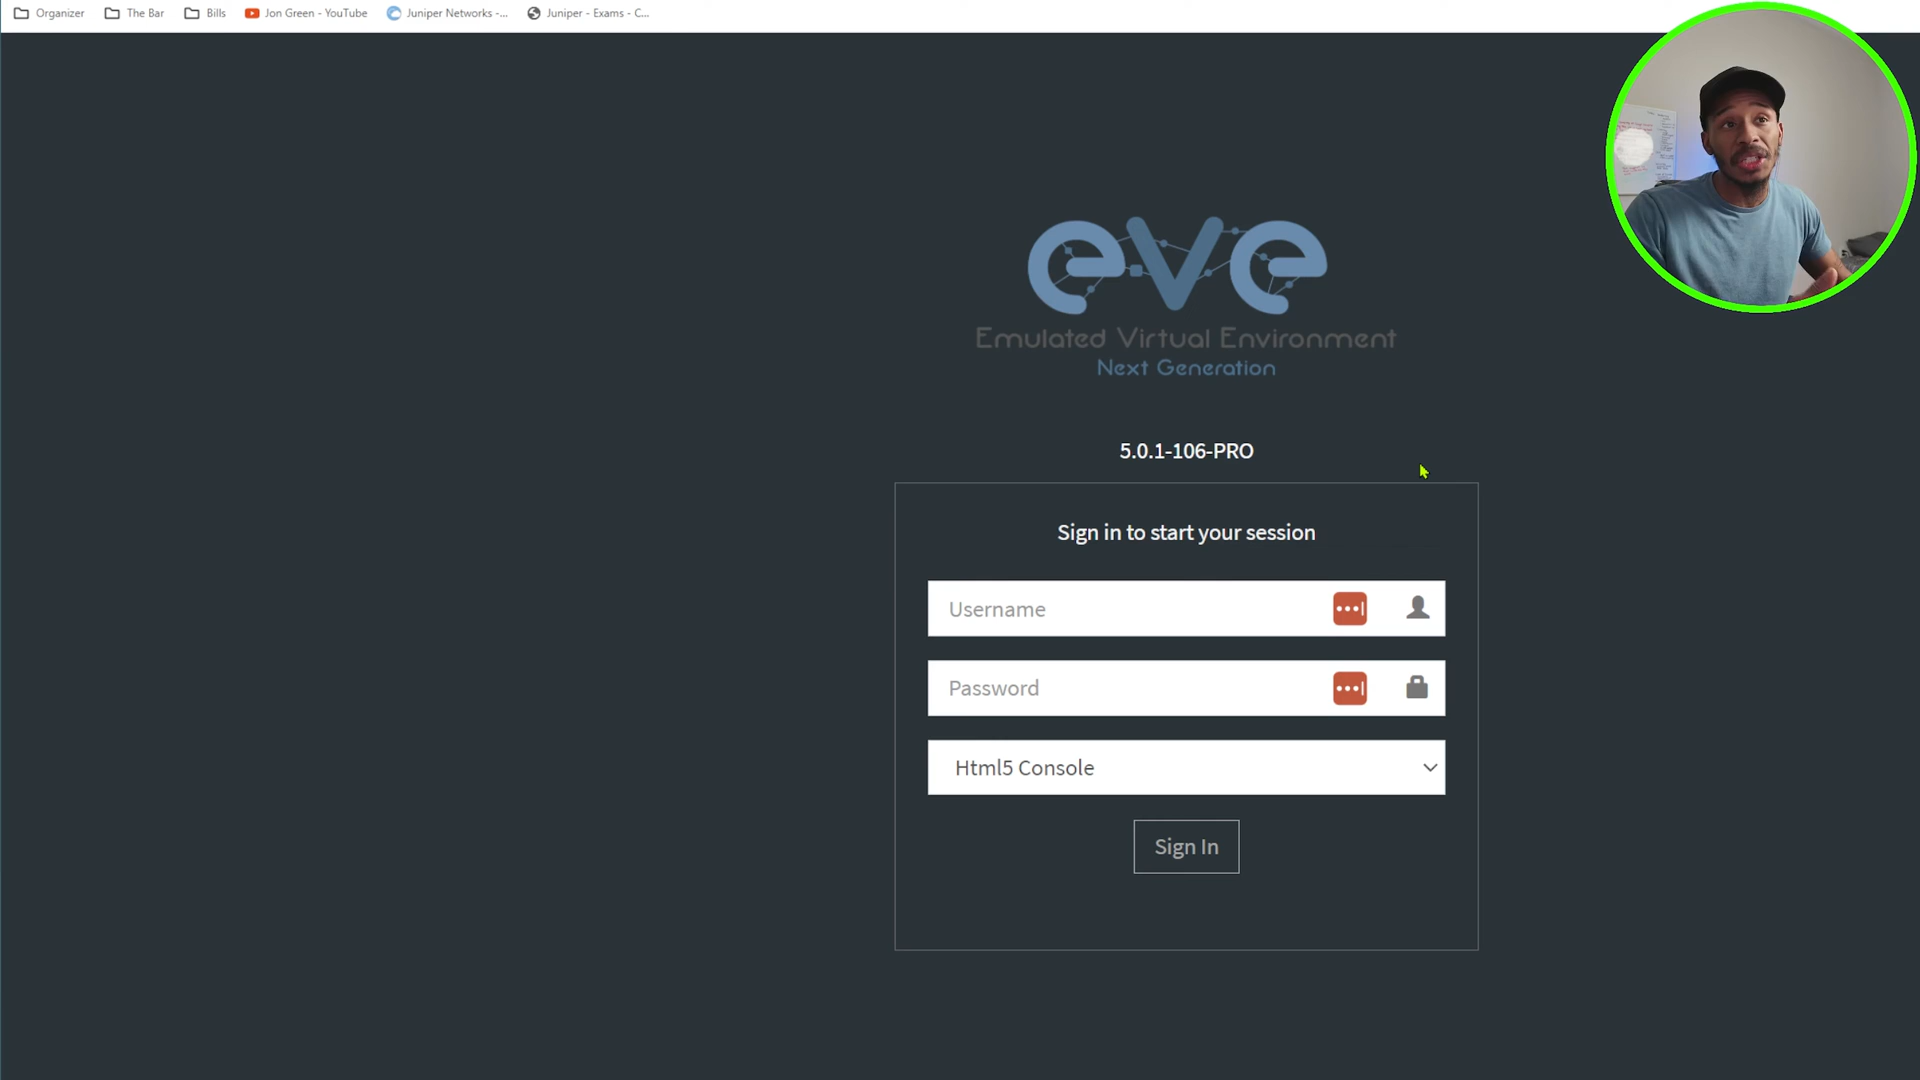 Organizer
The Bar
Bills
Jon Green - YouTube
Juniper Networks -...
Juniper - Exams - C...
eve
Emulated Virtual Environment
Next Generation
5.0.1-106-PRO
Sign in to start your session
Username
Password
Html5 Console
Sign In